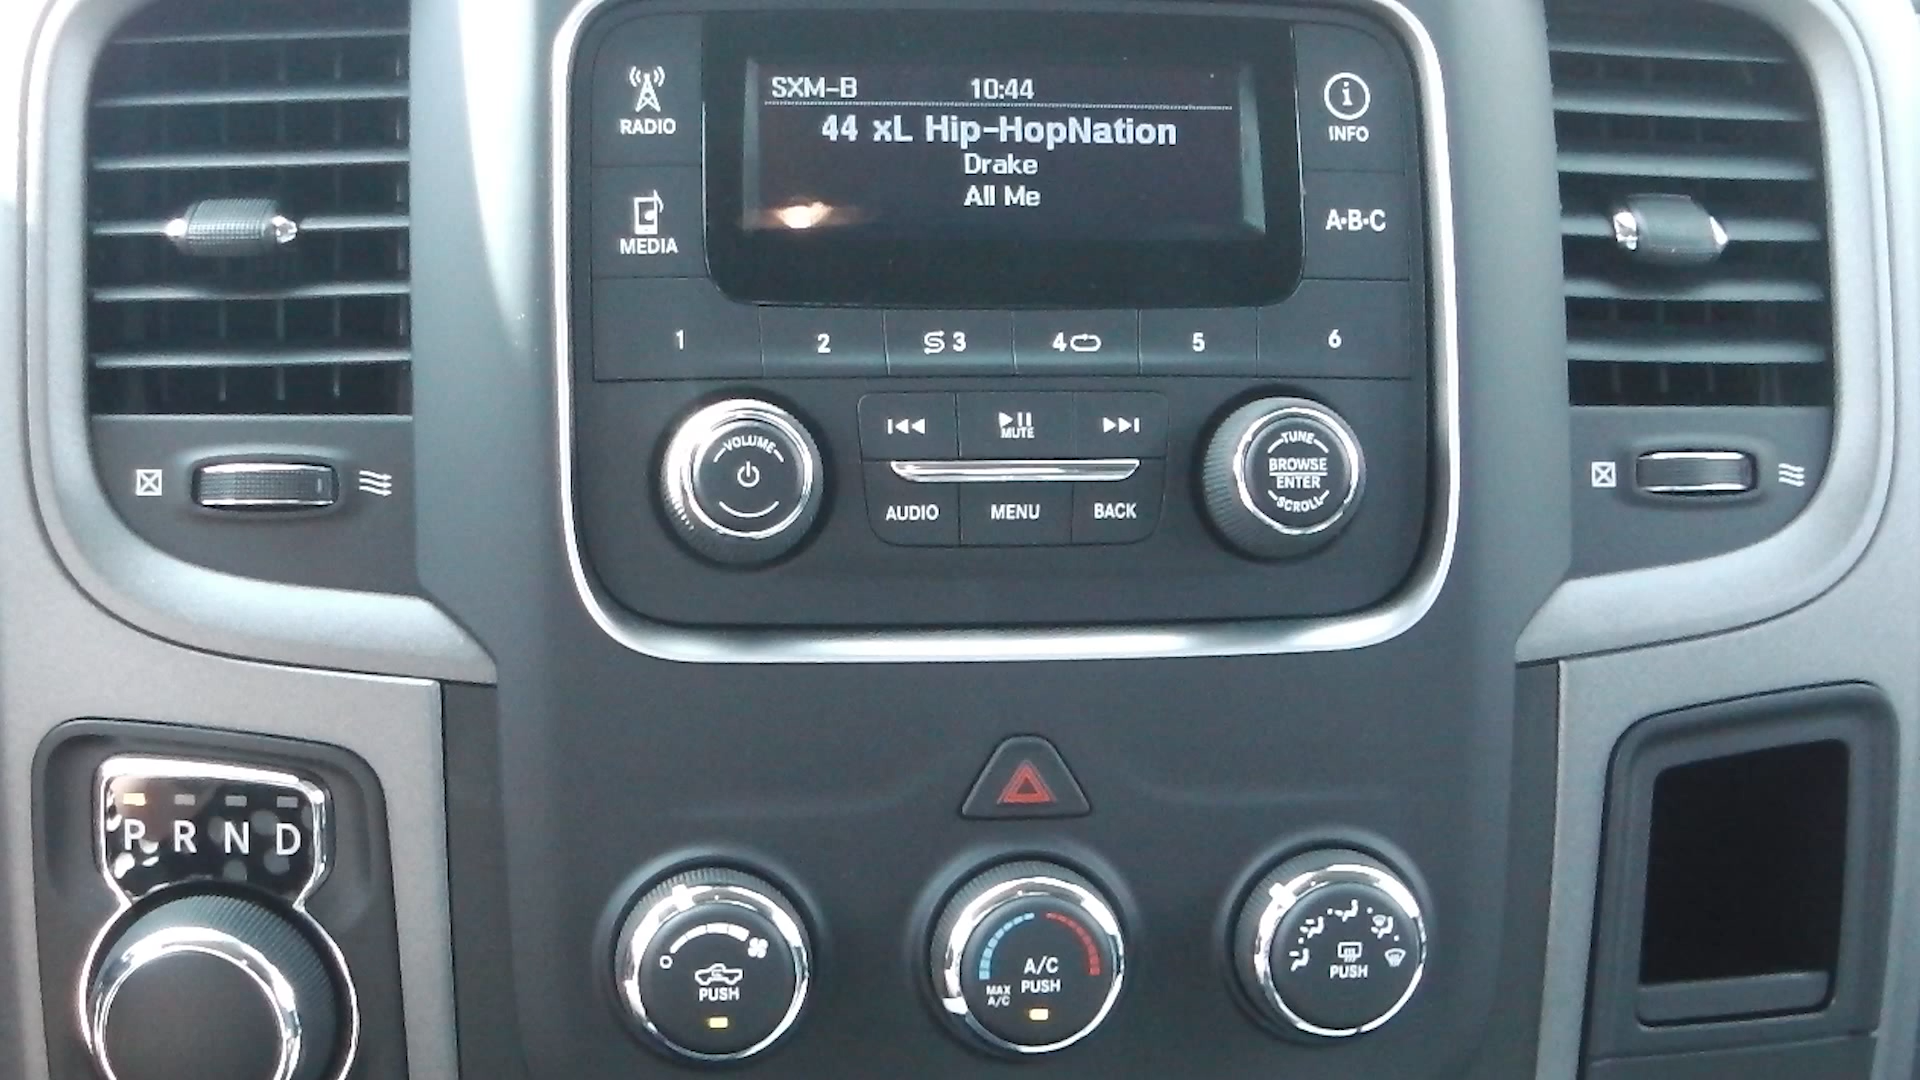 SXM-B 10:44
44 xL Hip-HopNation
Drake
All Me
RADIO
MEDIA
i
INFO
A·B·C
1 2 3 4 5 6
VOLUME
MUTE
AUDIO MENU BACK
TUNE
BROWSE
ENTER
SCROLL
P R N D
PUSH
A/C
PUSH
MAX
A/C
PUSH